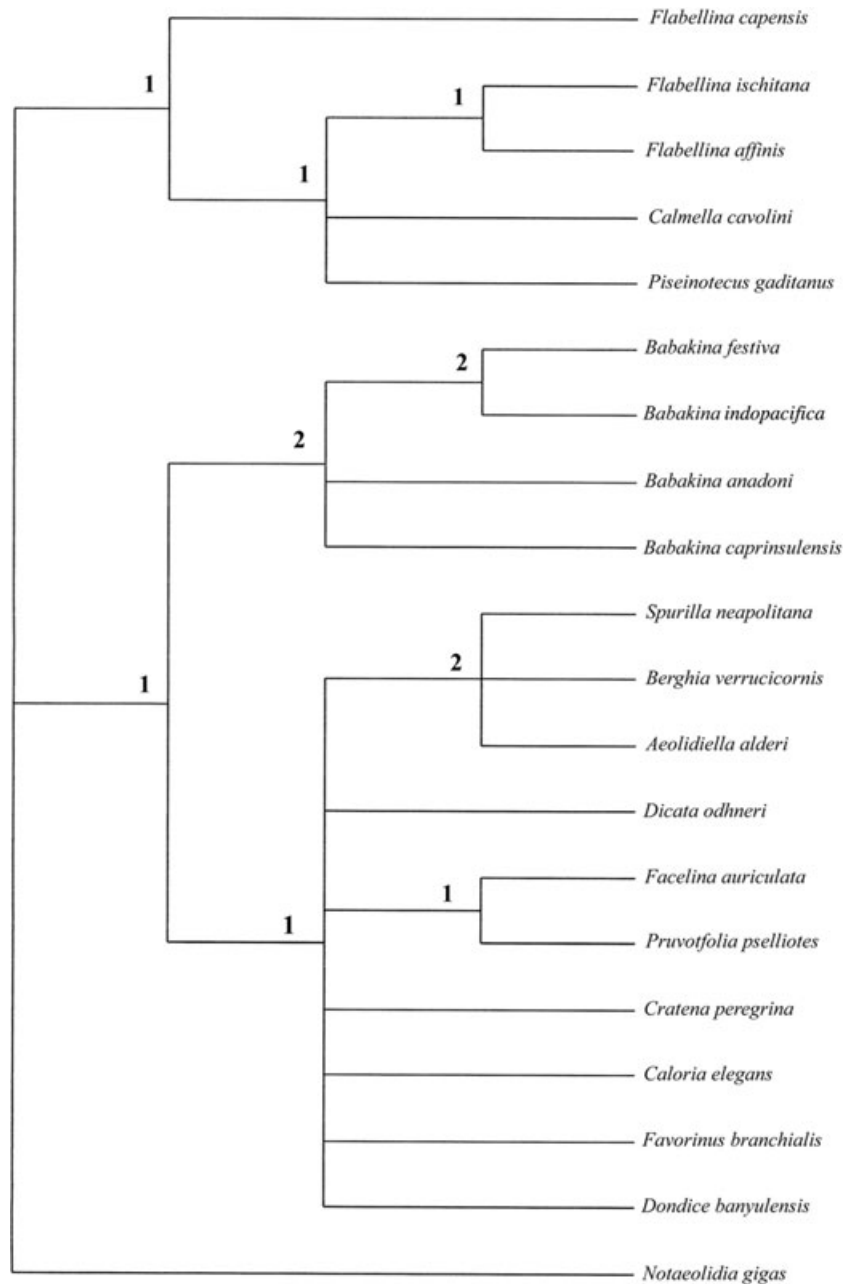 Flabellina capensis
1
Flabellina ischitana
1
Flabellina affinis
1
Calmella cavolini
Piseinotecus gaditanus
Babakina festiva
2
Babakina indopacifica
2
Babakina anadoni
Babakina caprinsulensis
Spurilla neapolitana
2
Berghia verrucicornis
1
Aeolidiella alderi
Dicata odhneri
Facelina auriculata
1
1
Pruvotfolia pselliotes
Cratena peregrina
Caloria elegans
Favorinus branchialis
Dondice banyulensis
Notaeolidia gigas